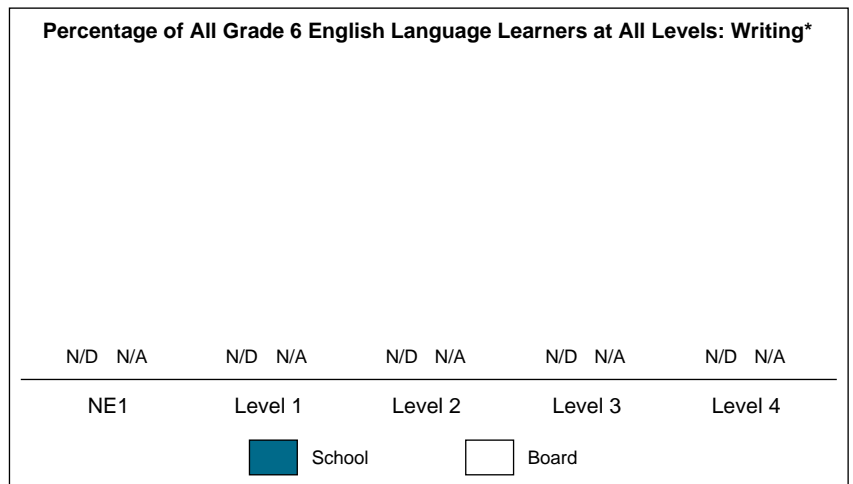 Percentage of All Grade 6 English Language Learners at All Levels: Writing*
N/D N/A N/D N/A N/D N/A N/D N/A N/D N/A
NE1 Level 1 Level 2 Level 3 Level 4
School Board